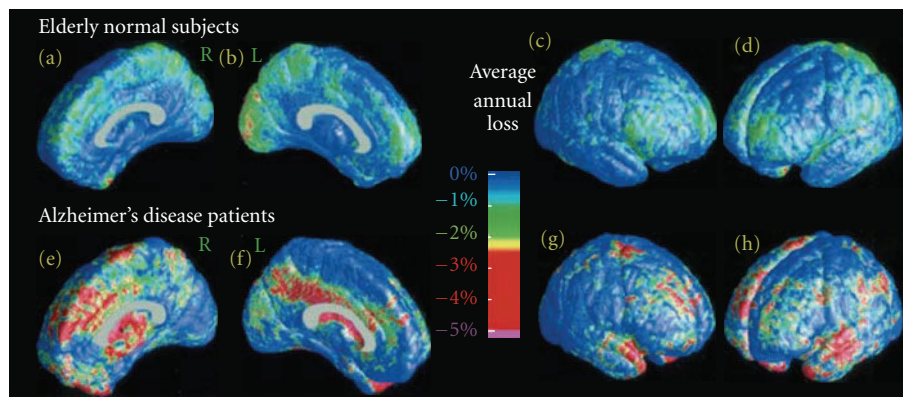 Elderly normal subjects
(a)
R
(b)
L
(c)
(d)
Average
annual
loss
0%
−1%
−2%
−3%
−4%
−5%
Alzheimer's disease patients
(e)
R
(f)
L
(g)
(h)